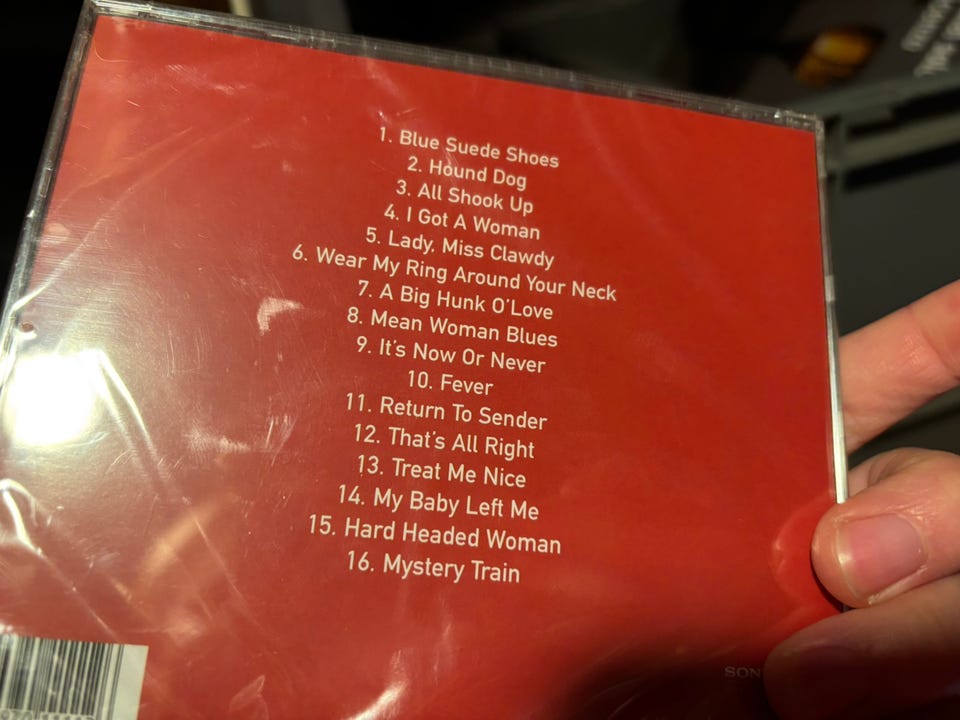 1. Blue Suede Shoes
2. Hound Dog
3. All Shook Up
4. I Got A Woman
5. Lady, Miss Clawdy
6. Wear My Ring Around Your Neck
7. A Big Hunk O'Love
8. Mean Woman Blues
9. It's Now Or Never
10. Fever
11. Return To Sender
12. That's All Right
13. Treat Me Nice
14. My Baby Left Me
15. Hard Headed Woman
16. Mystery Train
SON